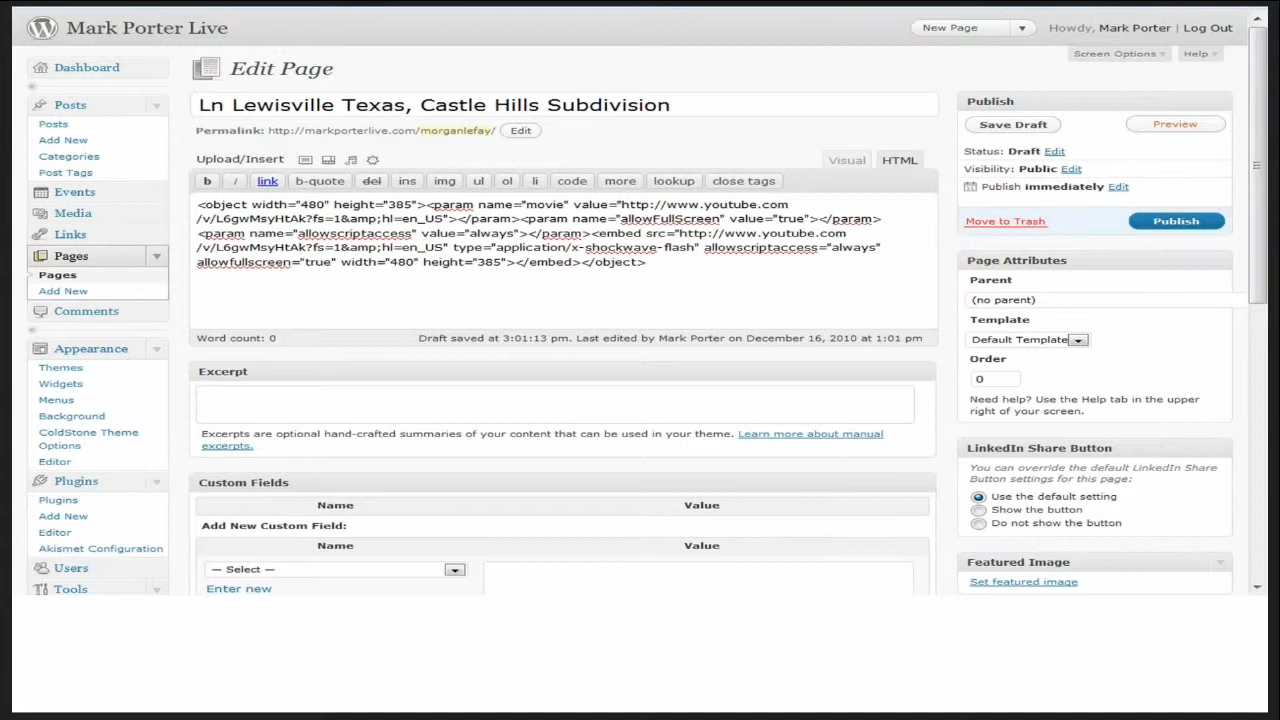 Mark Porter Live
New Page
Howdy, Mark Porter | Log Out
Screen Options
Help
Dashboard
Posts
Posts
Add New
Categories
Post Tags
Events
Media
Links
Pages
Pages
Add New
Comments
Appearance
Themes
Widgets
Menus
Background
ColdStone Theme
Options
Editor
Plugins
Plugins
Add New
Editor
Akismet Configuration
Users
Tools
Edit Page
Ln Lewisville Texas, Castle Hills Subdivision
Permalink: http://markporterlive.com/morganlefay/ Edit
Upload/Insert
Visual
HTML
b i link b-quote del ins img ul ol li code more lookup close tags
<object width="480" height="385"><param name="movie" value="http://www.youtube.com
/v/L6gwMsyHtAk?fs=1&amp;hl=en_US"></param><param name="allowFullScreen" value="true"></param>
<param name="allowscriptaccess" value="always"></param><embed src="http://www.youtube.com
/v/L6gwMsyHtAk?fs=1&amp;hl=en_US" type="application/x-shockwave-flash" allowscriptaccess="always"
allowfullscreen="true" width="480" height="385"></embed></object>
Word count: 0
Draft saved at 3:01:13 pm. Last edited by Mark Porter on December 16, 2010 at 1:01 pm
Excerpt
Excerpts are optional hand-crafted summaries of your content that can be used in your theme. Learn more about manual
excerpts.
Custom Fields
Name Value
Add New Custom Field:
Name Value
— Select —
Enter new
Publish
Save Draft
Preview
Status: Draft Edit
Visibility: Public Edit
Publish immediately Edit
Move to Trash
Publish
Page Attributes
Parent
(no parent)
Template
Default Template
Order
0
Need help? Use the Help tab in the upper
right of your screen.
LinkedIn Share Button
You can override the default LinkedIn Share
Button settings for this page:
Use the default setting
Show the button
Do not show the button
Featured Image
Set featured image